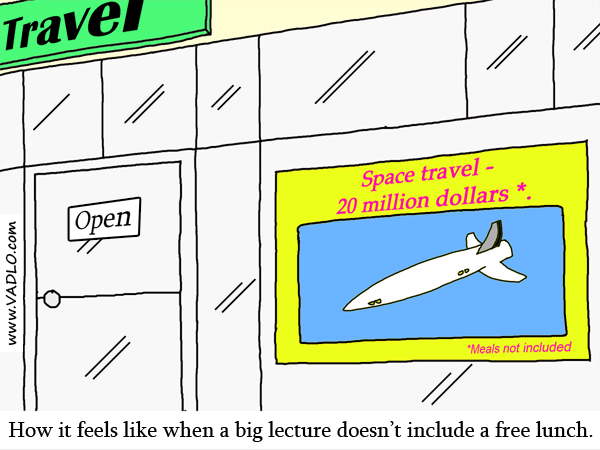 Travel
Space travel -
20 million dollars *.
Open
www.VADLO.com
*Meals not included
How it feels like when a big lecture doesn't include a free lunch.